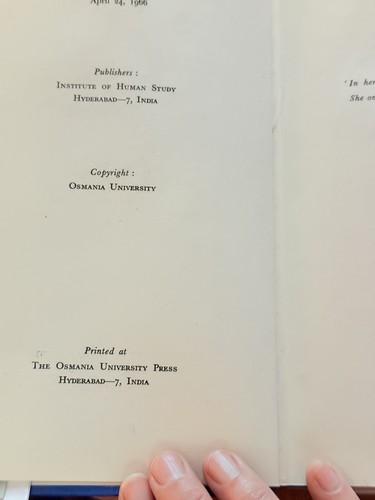 April 24, 1966
Publishers :
INSTITUTE OF HUMAN STUDY
HYDERABAD—7, INDIA
Copyright :
OSMANIA UNIVERSITY
Printed at
THE OSMANIA UNIVERSITY PRESS
HYDERABAD—7, INDIA
'In her
She